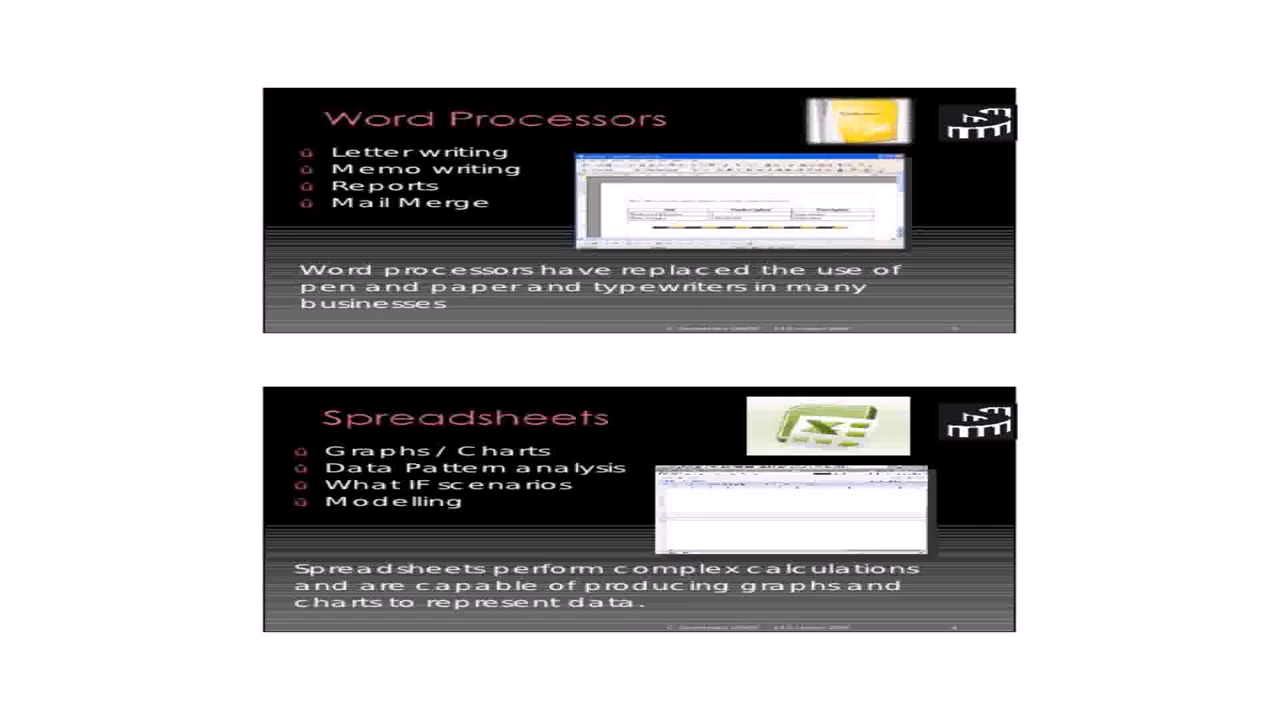 Word Processors
Letter writing
Memo writing
Reports
Mail Merge
Word processors have replaced the use of
pen and paper and typewriters in many
businesses
Spreadsheets
Graphs / Charts
Data Pattern analysis
What IF scenarios
Modelling
Spreadsheets perform complex calculations
and are capable of producing graphs and
charts to represent data.